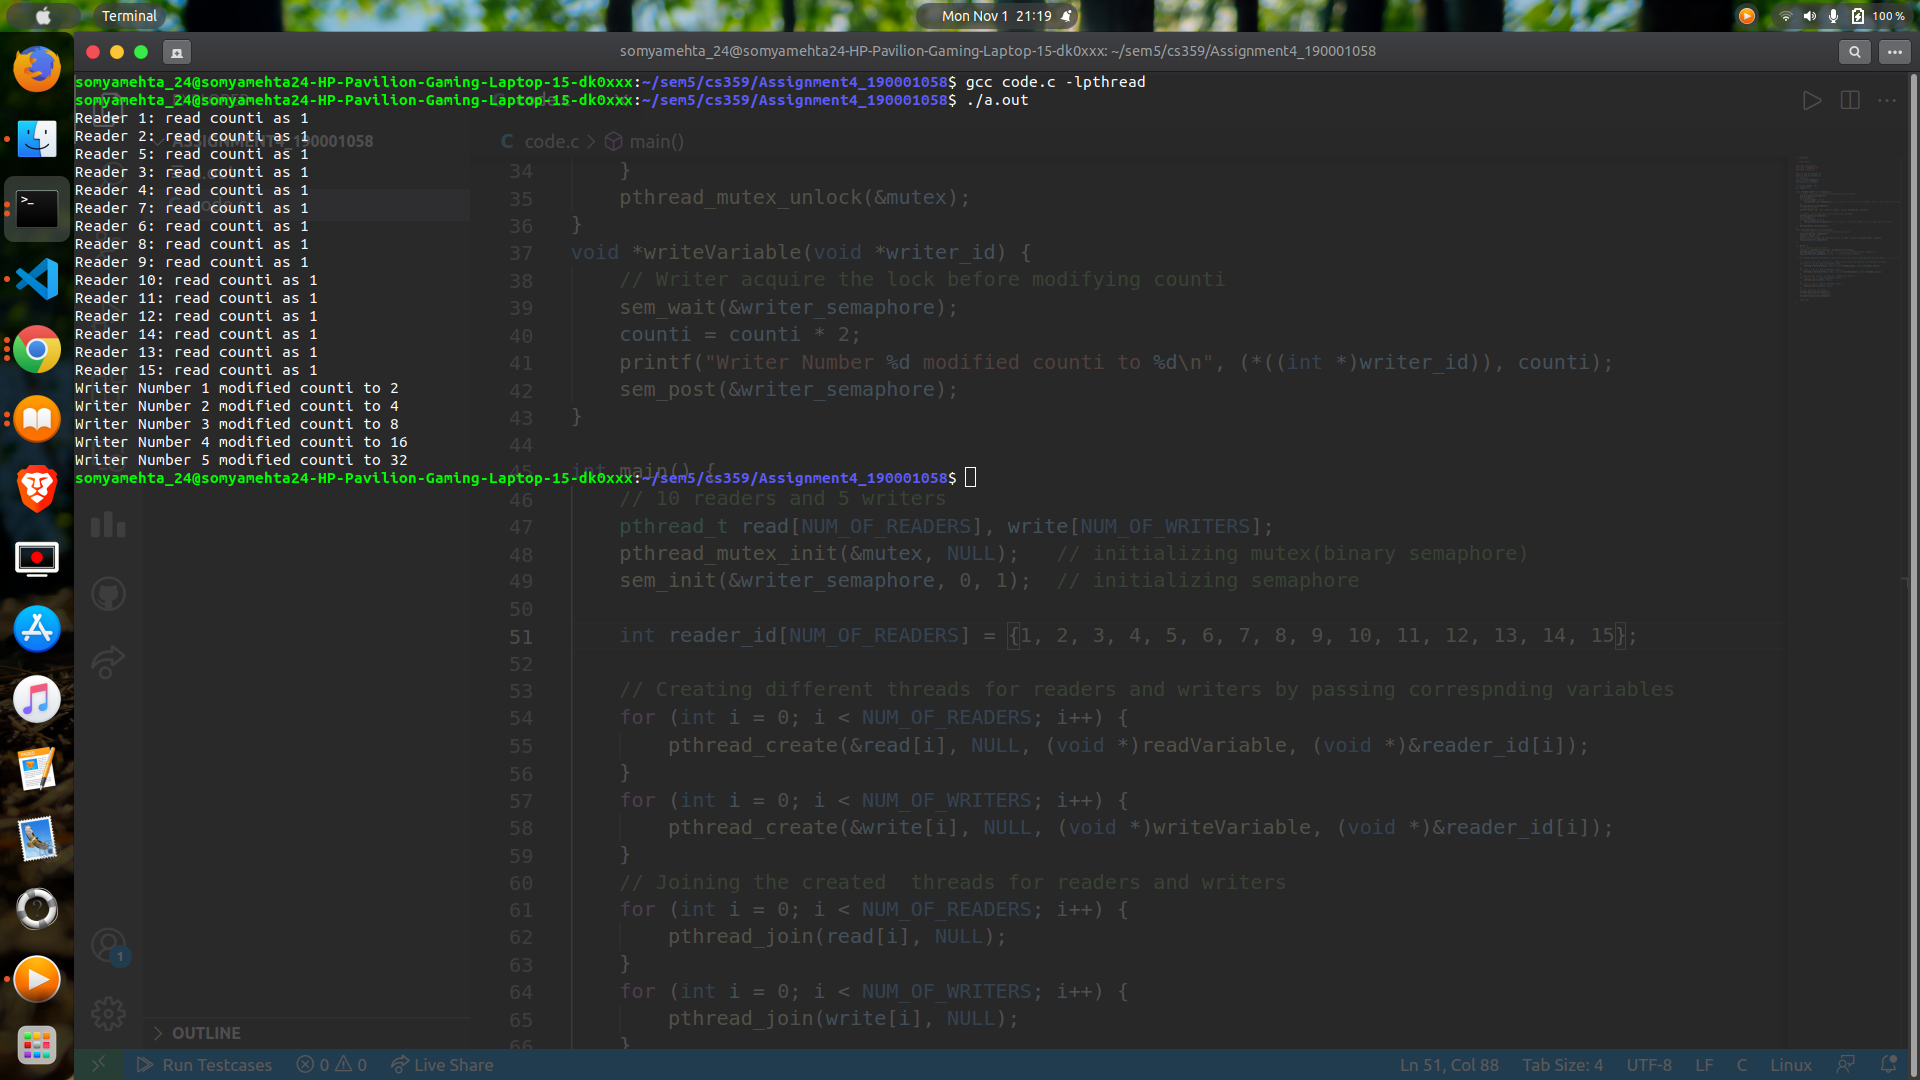 Terminal
Mon Nov 1 21:19
100 %
somyamehta_24@somyamehta24-HP-Pavilion-Gaming-Laptop-15-dk0xxx: ~/sem5/cs359/Assignment4_190001058
somyamehta_24@somyamehta24-HP-Pavilion-Gaming-Laptop-15-dk0xxx:~/sem5/cs359/Assignment4_190001058$ gcc code.c -lpthread
somyamehta_24@somyamehta24-HP-Pavilion-Gaming-Laptop-15-dk0xxx:~/sem5/cs359/Assignment4_190001058$ ./a.out
Reader 1: read counti as 1
Reader 2: read counti as 1
Reader 5: read counti as 1
Reader 3: read counti as 1
Reader 4: read counti as 1
Reader 7: read counti as 1
Reader 6: read counti as 1
Reader 8: read counti as 1
Reader 9: read counti as 1
Reader 10: read counti as 1
Reader 11: read counti as 1
Reader 12: read counti as 1
Reader 14: read counti as 1
Reader 13: read counti as 1
Reader 15: read counti as 1
Writer Number 1 modified counti to 2
Writer Number 2 modified counti to 4
Writer Number 3 modified counti to 8
Writer Number 4 modified counti to 16
Writer Number 5 modified counti to 32
somyamehta_24@somyamehta24-HP-Pavilion-Gaming-Laptop-15-dk0xxx:~/sem5/cs359/Assignment4_190001058$
ASSIGNMENT4_190001058
C code.c > main()
34 }
35 pthread_mutex_unlock(&mutex);
36 }
37 void *writeVariable(void *writer_id) {
38 // Writer acquire the lock before modifying counti
39 sem_wait(&writer_semaphore);
40 counti = counti * 2;
41 printf("Writer Number %d modified counti to %d\n", (*((int *)writer_id)), counti);
42 sem_post(&writer_semaphore);
43 }
44
45 int main() {
46 // 10 readers and 5 writers
47 pthread_t read[NUM_OF_READERS], write[NUM_OF_WRITERS];
48 pthread_mutex_init(&mutex, NULL); // initializing mutex(binary semaphore)
49 sem_init(&writer_semaphore, 0, 1); // initializing semaphore
50
51 int reader_id[NUM_OF_READERS] = {1, 2, 3, 4, 5, 6, 7, 8, 9, 10, 11, 12, 13, 14, 15};
52
53 // Creating different threads for readers and writers by passing correspnding variables
54 for (int i = 0; i < NUM_OF_READERS; i++) {
55 pthread_create(&read[i], NULL, (void *)readVariable, (void *)&reader_id[i]);
56 }
57 for (int i = 0; i < NUM_OF_WRITERS; i++) {
58 pthread_create(&write[i], NULL, (void *)writeVariable, (void *)&reader_id[i]);
59 }
60 // Joining the created  threads for readers and writers
61 for (int i = 0; i < NUM_OF_READERS; i++) {
62 pthread_join(read[i], NULL);
63 }
64 for (int i = 0; i < NUM_OF_WRITERS; i++) {
65 pthread_join(write[i], NULL);
66 }
1
OUTLINE
Run Testcases 0 0 Live Share
Ln 51, Col 88 Tab Size: 4 UTF-8 LF C Linux